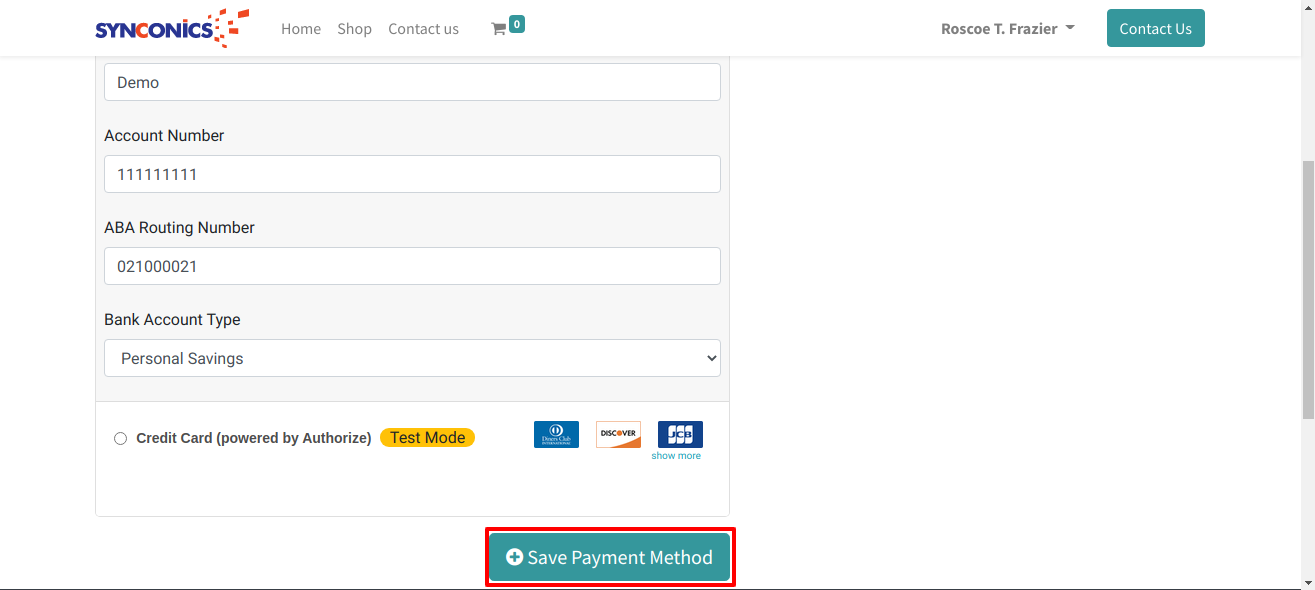 SYNCONICS
Home Shop Contact us 0 Roscoe T. Frazier Contact Us
Demo
Account Number
111111111
ABA Routing Number
021000021
Bank Account Type
Personal Savings
Credit Card (powered by Authorize) Test Mode Diners Club INTERNATIONAL DISCOVER JCB
show more
Save Payment Method